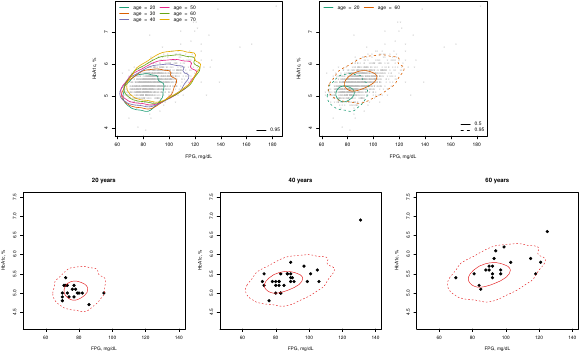 age = 20 age = 50
age = 30 age = 60
age = 40 age = 70
HbA1c, %
4 5 6 7
0.95
60 80 100 120 140 160 180
FPG, mg/dL
age = 20 age = 60
HbA1c, %
4 5 6 7
0.5
0.95
60 80 100 120 140 160 180
FPG, mg/dL
20 years
HbA1c, %
4.5 5.0 5.5 6.0 6.5 7.0 7.5
60 80 100 120 140
FPG, mg/dL
40 years
HbA1c, %
4.5 5.0 5.5 6.0 6.5 7.0 7.5
60 80 100 120 140
FPG, mg/dL
60 years
HbA1c, %
4.5 5.0 5.5 6.0 6.5 7.0 7.5
60 80 100 120 140
FPG, mg/dL